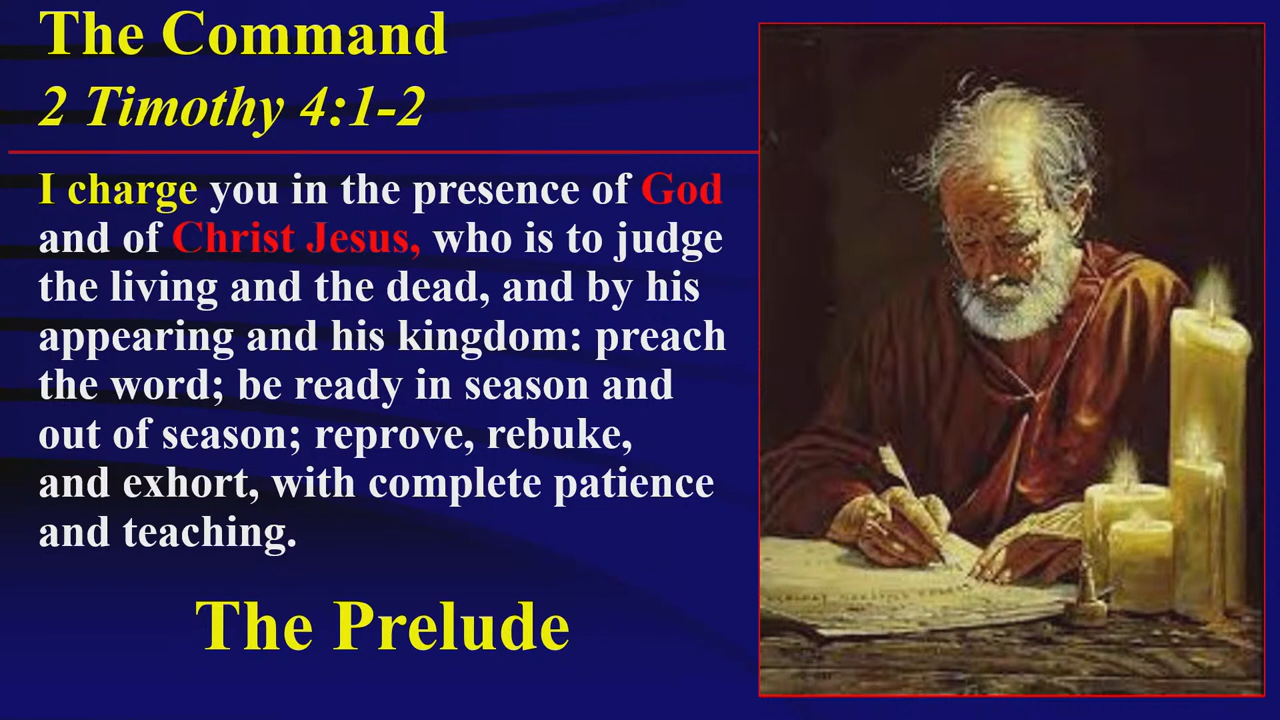 The Command
2 Timothy 4:1-2
I charge you in the presence of God
and of Christ Jesus, who is to judge
the living and the dead, and by his
appearing and his kingdom: preach
the word; be ready in season and
out of season; reprove, rebuke,
and exhort, with complete patience
and teaching.
The Prelude